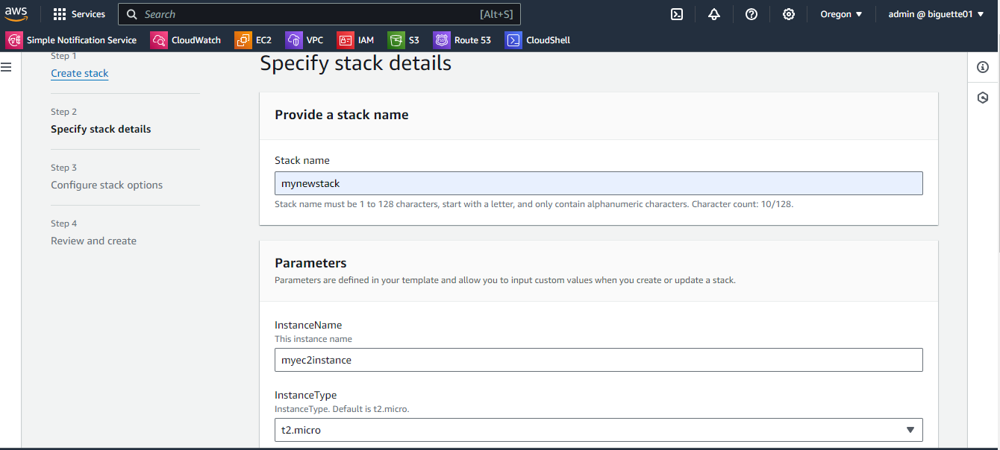 aws
Services
Search
[Alt+S]
Oregon
admin @ biguette01
Simple Notification Service
CloudWatch
EC2
VPC
IAM
S3
Route 53
CloudShell
Step 1
Create stack
Step 2
Specify stack details
Step 3
Configure stack options
Step 4
Review and create
Specify stack details
Provide a stack name
Stack name
mynewstack
Stack name must be 1 to 128 characters, start with a letter, and only contain alphanumeric characters. Character count: 10/128.
Parameters
Parameters are defined in your template and allow you to input custom values when you create or update a stack.
InstanceName
This instance name
myec2instance
InstanceType
InstanceType. Default is t2.micro.
t2.micro